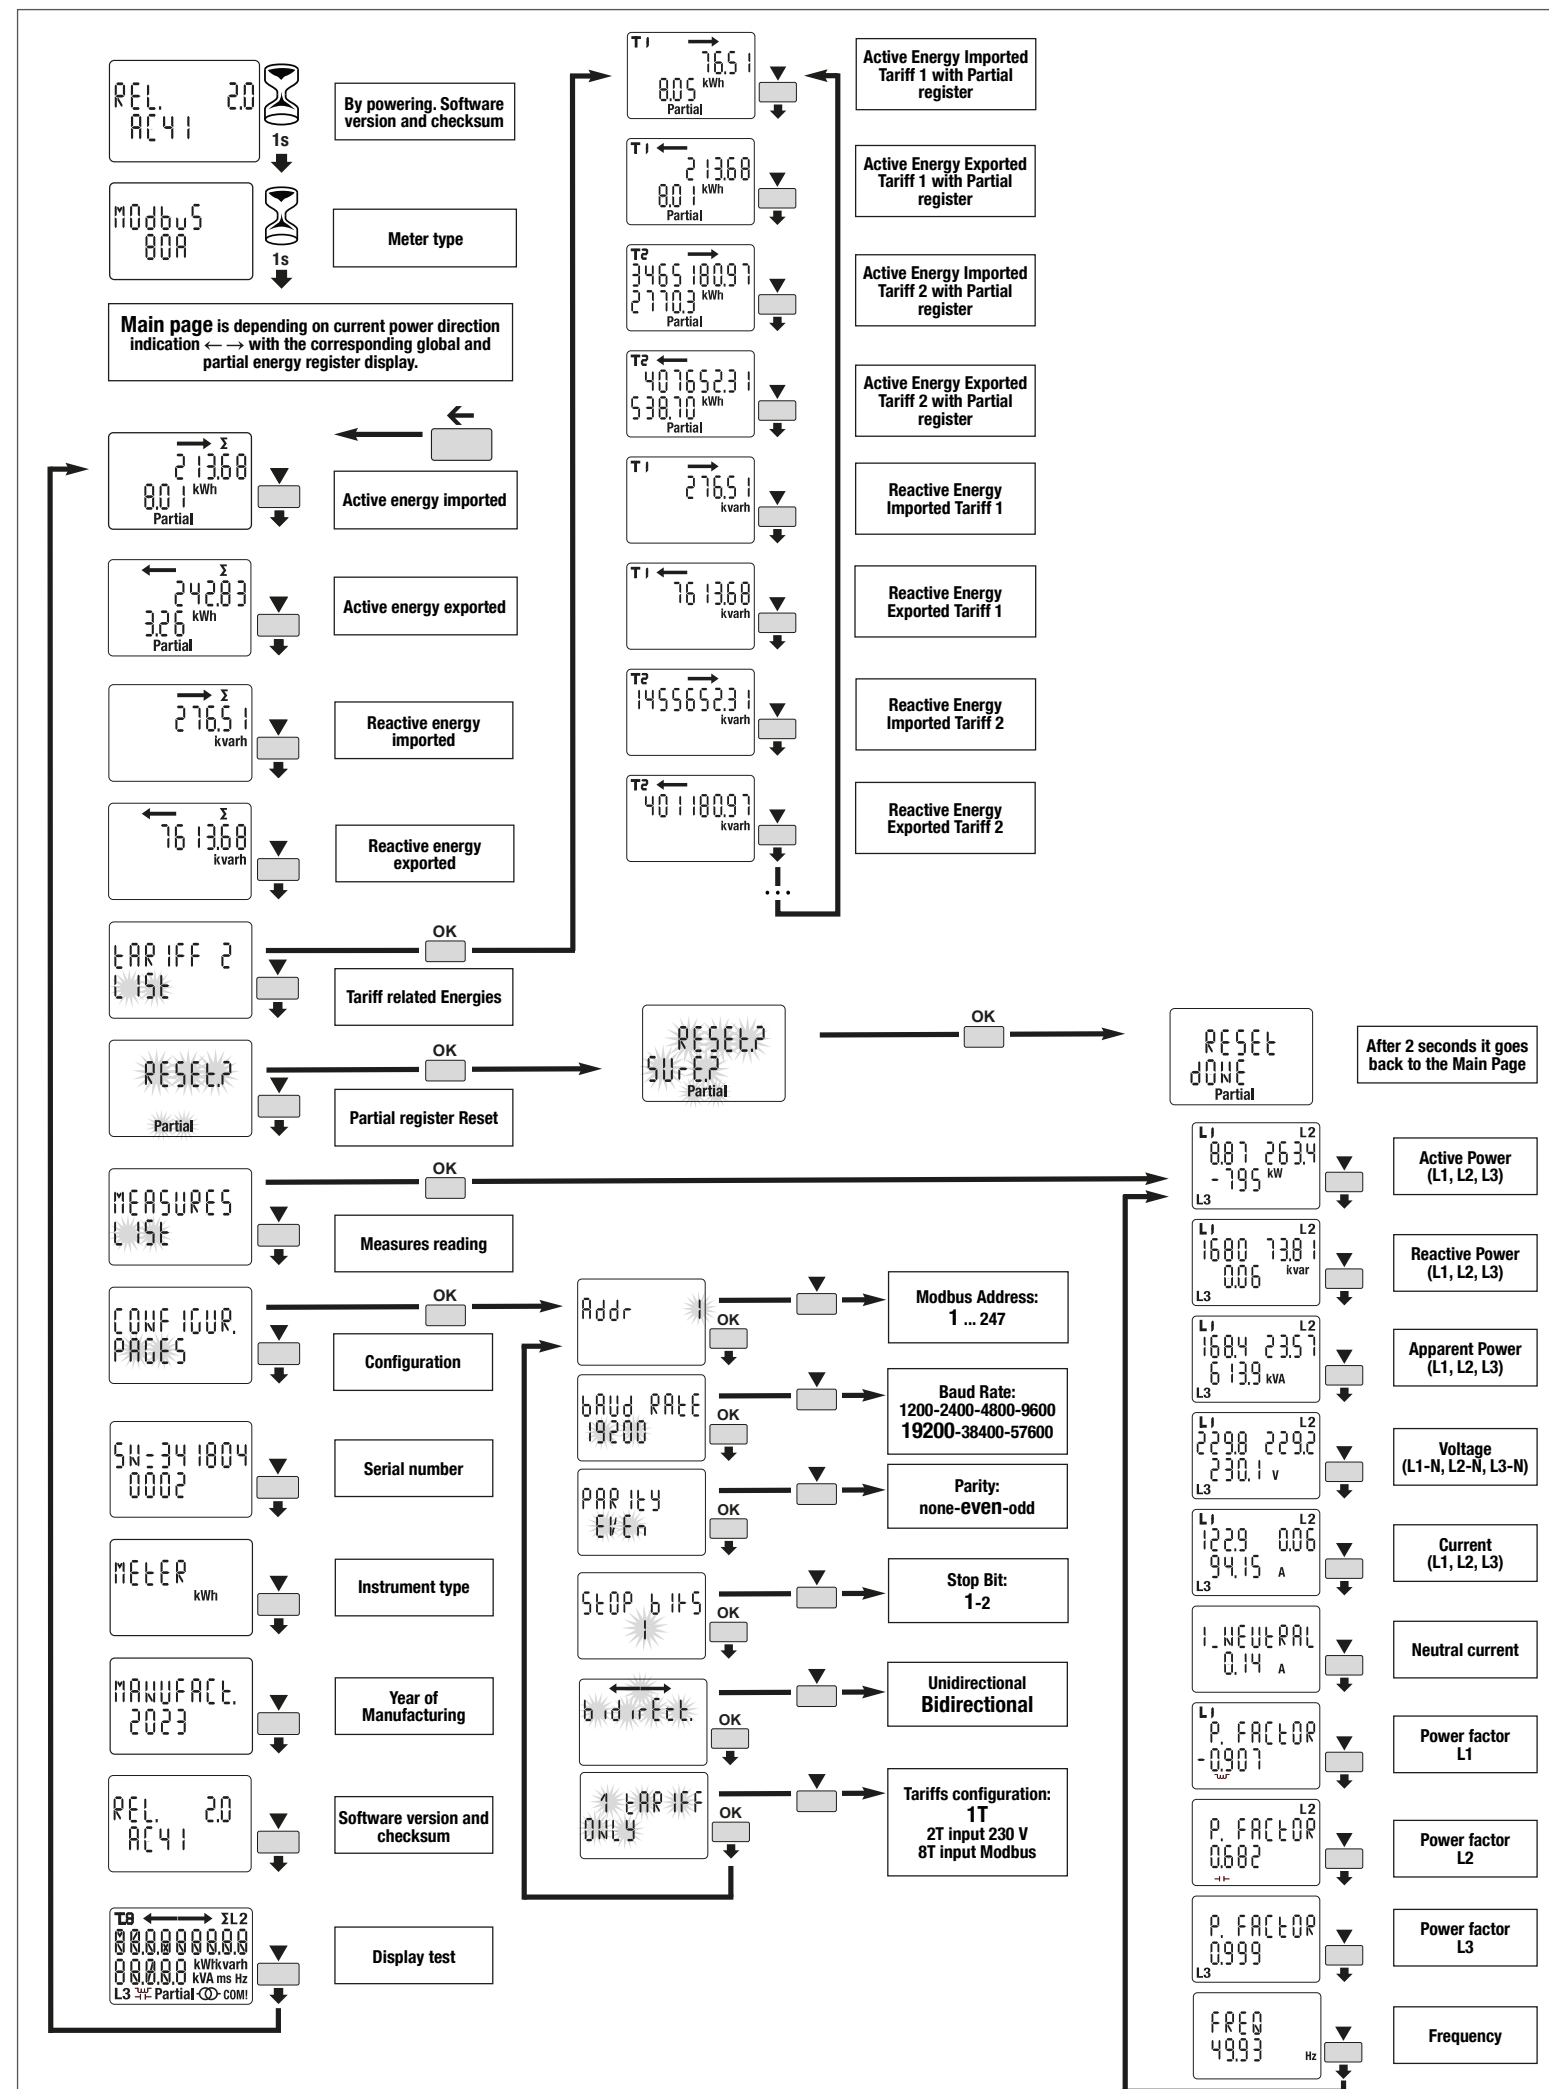 REL. 2.0
AC41
1s
By powering. Software
version and checksum
MOdbuS
80A
1s
Meter type
Main page is depending on current power direction
indication ← → with the corresponding global and
partial energy register display.
←
→ Σ
213.68
8.01 kWh
Partial
Active energy imported
← Σ
242.83
3.26 kWh
Partial
Active energy exported
→ Σ
276.51
kvarh
Reactive energy
imported
← Σ
7613.68
kvarh
Reactive energy
exported
tARIFF 2
LISt
OK
Tariff related Energies
RESEt.?
Partial
OK
Partial register Reset
RESEt.?
SUrE.?
Partial
OK
RESEt
dONE
Partial
After 2 seconds it goes
back to the Main Page
MEASURES
LISt
OK
Measures reading
CONFIGUR.
PAGES
OK
Configuration
SN=341804
0002
Serial number
MEtER
kWh
Instrument type
MANUFACt.
2023
Year of
Manufacturing
REL. 2.0
AC41
Software version and
checksum
T.8 ← → ΣL2
88.8.8.8.8.8.8
88.8.8.8 kWhkvarh
kVA ms Hz
L3 Partial COM!
Display test
T1 →
76.51
8.05 kWh
Partial
Active Energy Imported
Tariff 1 with Partial
register
T1 ←
213.68
8.01 kWh
Partial
Active Energy Exported
Tariff 1 with Partial
register
T2 →
3465180.97
2770.3 kWh
Partial
Active Energy Imported
Tariff 2 with Partial
register
T2 ←
407652.31
538.70 kWh
Partial
Active Energy Exported
Tariff 2 with Partial
register
T1 →
276.51
kvarh
Reactive Energy
Imported Tariff 1
T1 ←
7613.68
kvarh
Reactive Energy
Exported Tariff 1
T2 →
1455652.31
kvarh
Reactive Energy
Imported Tariff 2
T2 ←
401180.97
kvarh
Reactive Energy
Exported Tariff 2
...
Addr 1
OK
Modbus Address:
1 ... 247
bAUd RAtE
19200
OK
Baud Rate:
1200-2400-4800-9600
19200-38400-57600
PARItY
EVEn
OK
Parity:
none-even-odd
StOP bItS
1
OK
Stop Bit:
1-2
bidirEct.
OK
Unidirectional
Bidirectional
1 tARIFF
ONLY
OK
Tariffs configuration:
1T
2T input 230 V
8T input Modbus
L1 L2
8.87 263.4
-795 kW
L3
Active Power
(L1, L2, L3)
L1 L2
1680 73.81
0.06 kvar
L3
Reactive Power
(L1, L2, L3)
L1 L2
168.4 23.57
613.9 kVA
L3
Apparent Power
(L1, L2, L3)
L1 L2
229.8 229.2
230.1 V
L3
Voltage
(L1-N, L2-N, L3-N)
L1 L2
122.9 0.06
94.15 A
L3
Current
(L1, L2, L3)
I_NEUtRAL
0.14 A
Neutral current
L1
P. FACtOR
-0.907
Power factor
L1
L2
P. FACtOR
0.682
Power factor
L2
P. FACtOR
0.999
L3
Power factor
L3
FREQ
49.93
Hz
Frequency